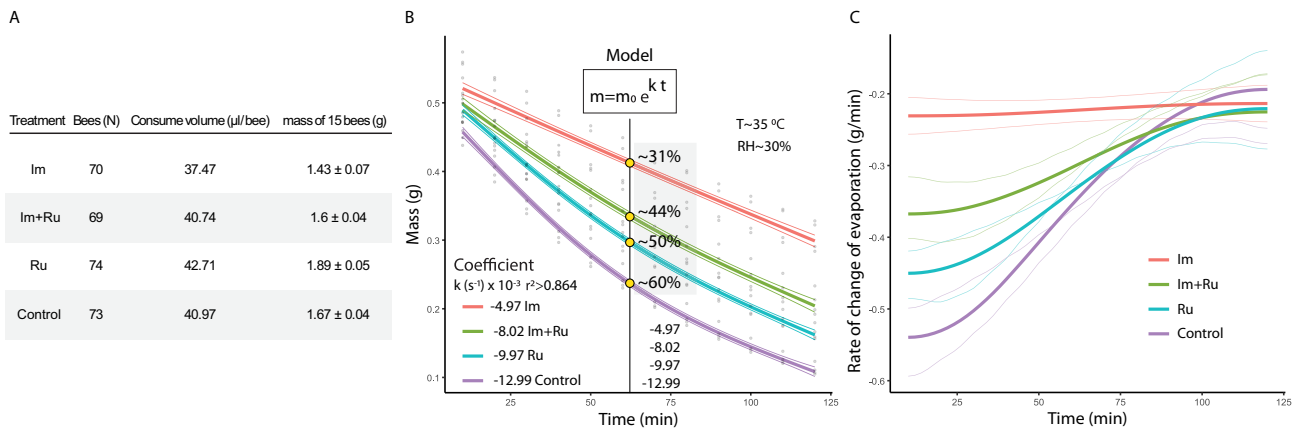 A
Treatment Bees (N) Consume volume (µl/bee) mass of 15 bees (g)
Im 70 37.47 1.43 ± 0.07
Im+Ru 69 40.74 1.6 ± 0.04
Ru 74 42.71 1.89 ± 0.05
Control 73 40.97 1.67 ± 0.04
B
Model
m=m₀ e^k t
T~35 ⁰C
RH~30%
~31%
~44%
~50%
~60%
Coefficient
k (s⁻¹) x 10⁻³ r²>0.864
-4.97 Im
-8.02 Im+Ru
-9.97 Ru
-12.99 Control
-4.97
-8.02
-9.97
-12.99
Mass (g)
0.5
0.4
0.3
0.2
0.1
25 50 75 100 125
Time (min)
C
Rate of change of evaporation (g/min)
-0.2
-0.3
-0.4
-0.5
-0.6
Im
Im+Ru
Ru
Control
25 50 75 100 125
Time (min)